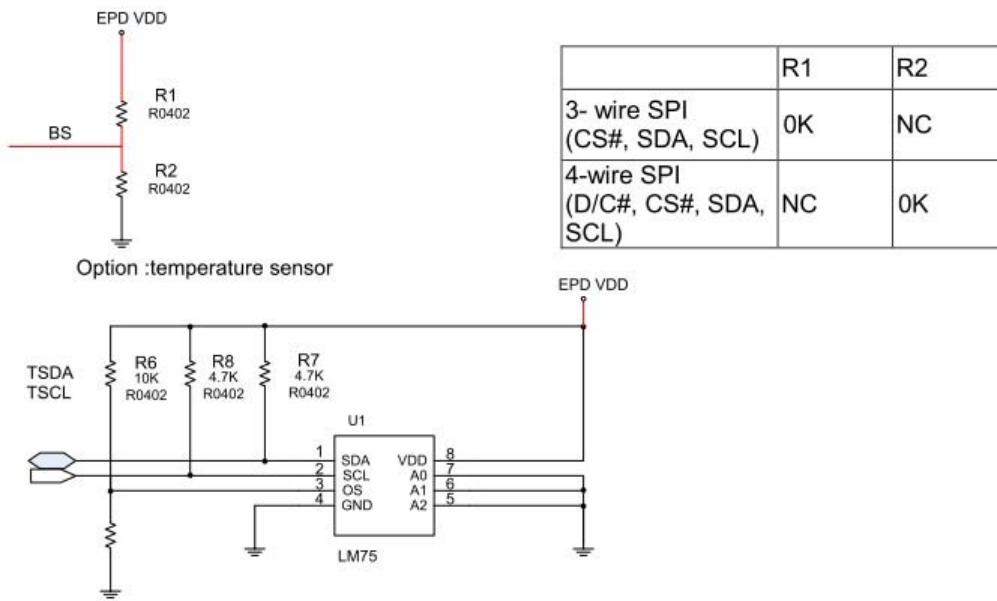 EPD VDD
R1
R0402
BS
R2
R0402
Option :temperature sensor
R1 R2
3- wire SPI
(CS#, SDA, SCL)
0K NC
4-wire SPI
(D/C#, CS#, SDA,
SCL)
NC 0K
EPD VDD
TSDA
TSCL
R6
10K
R0402
R8
4.7K
R0402
R7
4.7K
R0402
U1
1 SDA VDD 8
2 SCL A0 7
3 OS A1 6
4 GND A2 5
LM75